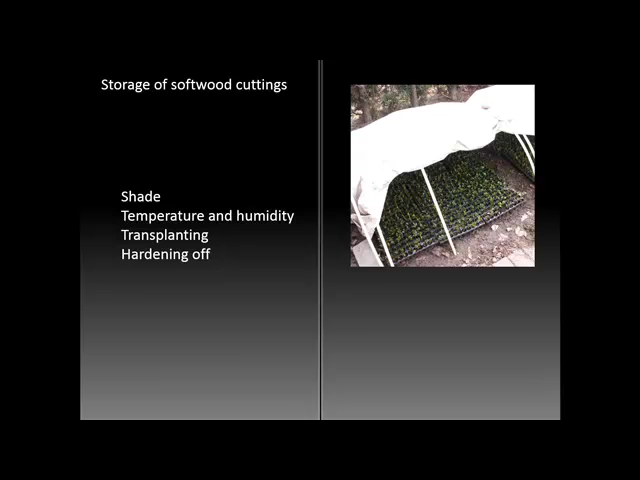 Storage of softwood cuttings
Shade
Temperature and humidity
Transplanting
Hardening off